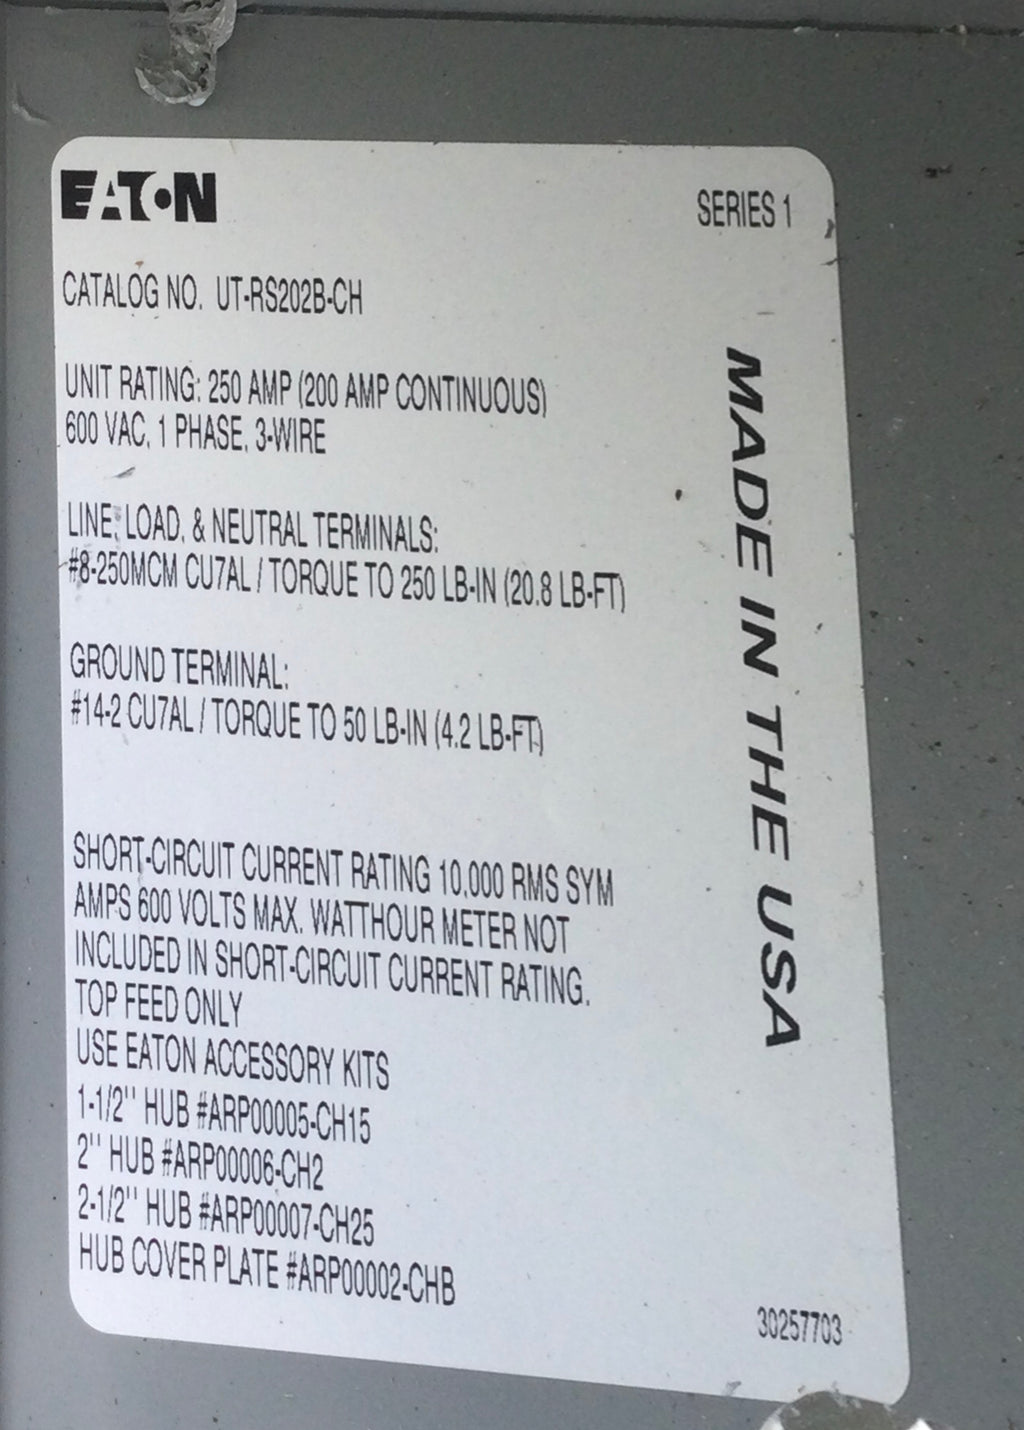 EATON
SERIES 1
CATALOG NO. UT-RS202B-CH
UNIT RATING: 250 AMP (200 AMP CONTINUOUS)
600 VAC, 1 PHASE, 3-WIRE
LINE, LOAD, & NEUTRAL TERMINALS:
#8-250MCM CU7AL / TORQUE TO 250 LB-IN (20.8 LB-FT)
GROUND TERMINAL:
#14-2 CU7AL / TORQUE TO 50 LB-IN (4.2 LB-FT)
SHORT-CIRCUIT CURRENT RATING 10,000 RMS SYM
AMPS 600 VOLTS MAX. WATTHOUR METER NOT
INCLUDED IN SHORT-CIRCUIT CURRENT RATING.
TOP FEED ONLY
USE EATON ACCESSORY KITS
1-1/2" HUB #ARP00005-CH15
2" HUB #ARP00006-CH2
2-1/2" HUB #ARP00007-CH25
HUB COVER PLATE #ARP00002-CHB
MADE IN THE USA
30257703